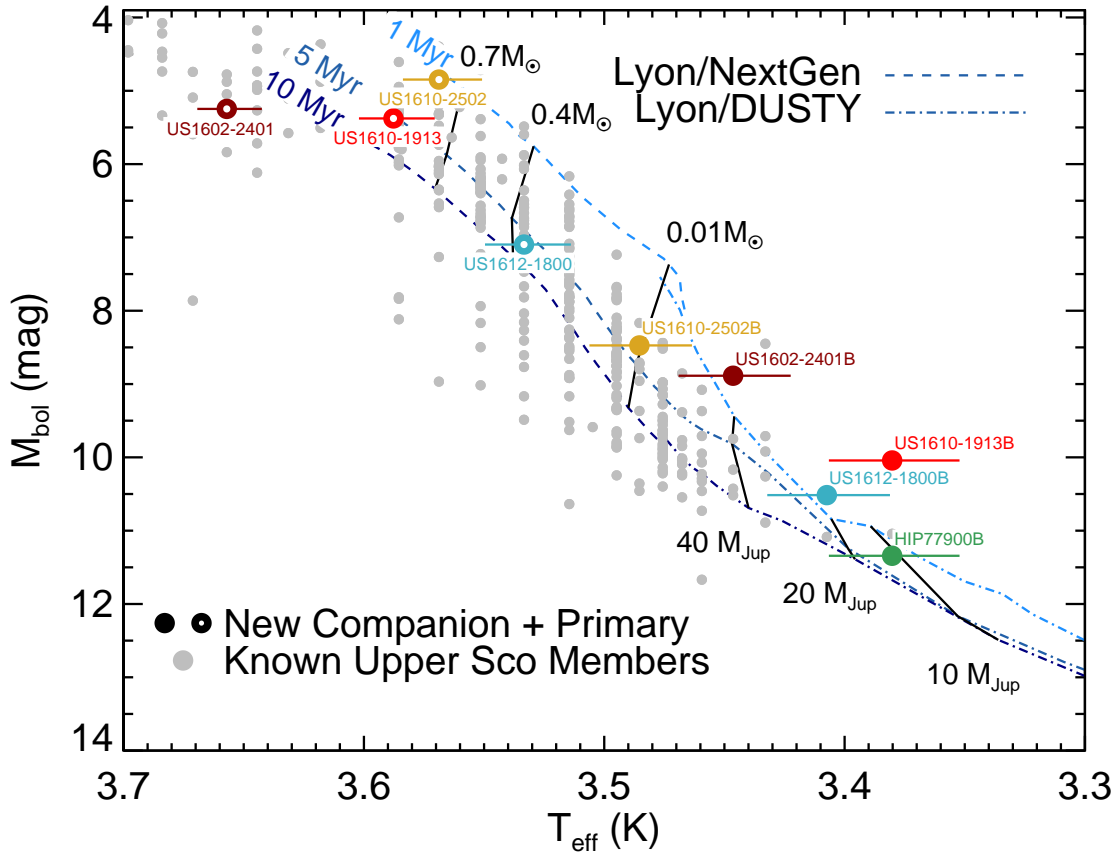 4
6
8
10
12
14
M_bol (mag)
3.7
3.6
3.5
3.4
3.3
T_eff (K)
1 Myr
5 Myr
10 Myr
0.7M☉
0.4M☉
0.01M☉
40 M_Jup
20 M_Jup
10 M_Jup
Lyon/NextGen
Lyon/DUSTY
US1610-2502
US1602-2401
US1610-1913
US1612-1800
US1610-2502B
US1602-2401B
US1610-1913B
US1612-1800B
HIP77900B
New Companion + Primary
Known Upper Sco Members